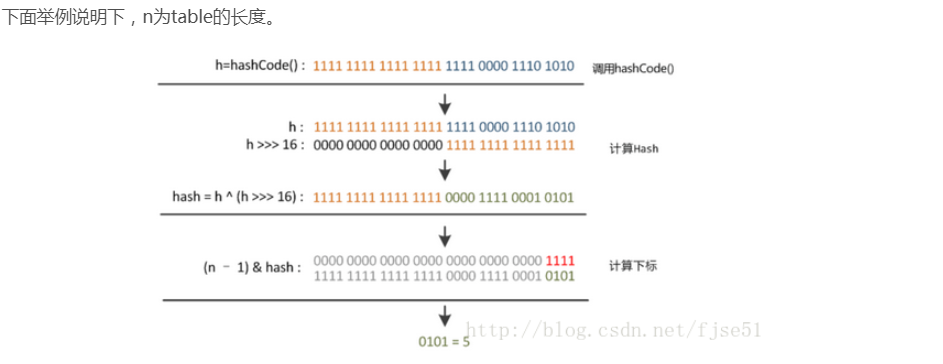 下面举例说明下，n为table的长度。
h=hashCode() : 1111 1111 1111 1111 1111 0000 1110 1010 调用hashCode()
h : 1111 1111 1111 1111 1111 0000 1110 1010
h >>> 16 : 0000 0000 0000 0000 1111 1111 1111 1111 计算Hash
hash = h ^ (h >>> 16) : 1111 1111 1111 1111 0000 1111 0001 0101
(n - 1) & hash : 0000 0000 0000 0000 0000 0000 0000 1111 计算下标
1111 1111 1111 1111 0000 1111 0001 0101
http://blog.csdn.net/fjse51
0101 = 5